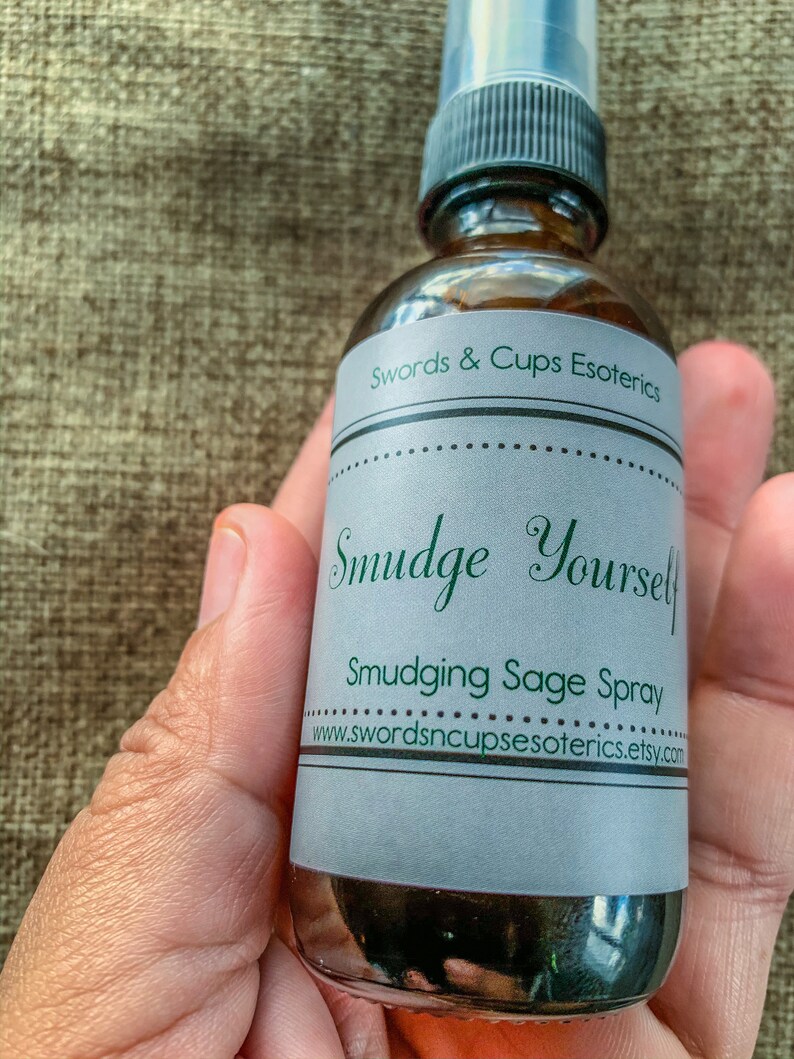 Swords & Cups Esoterics
Smudge Yourself
Smudging Sage Spray
www.swordsncupsesoterics.etsy.com